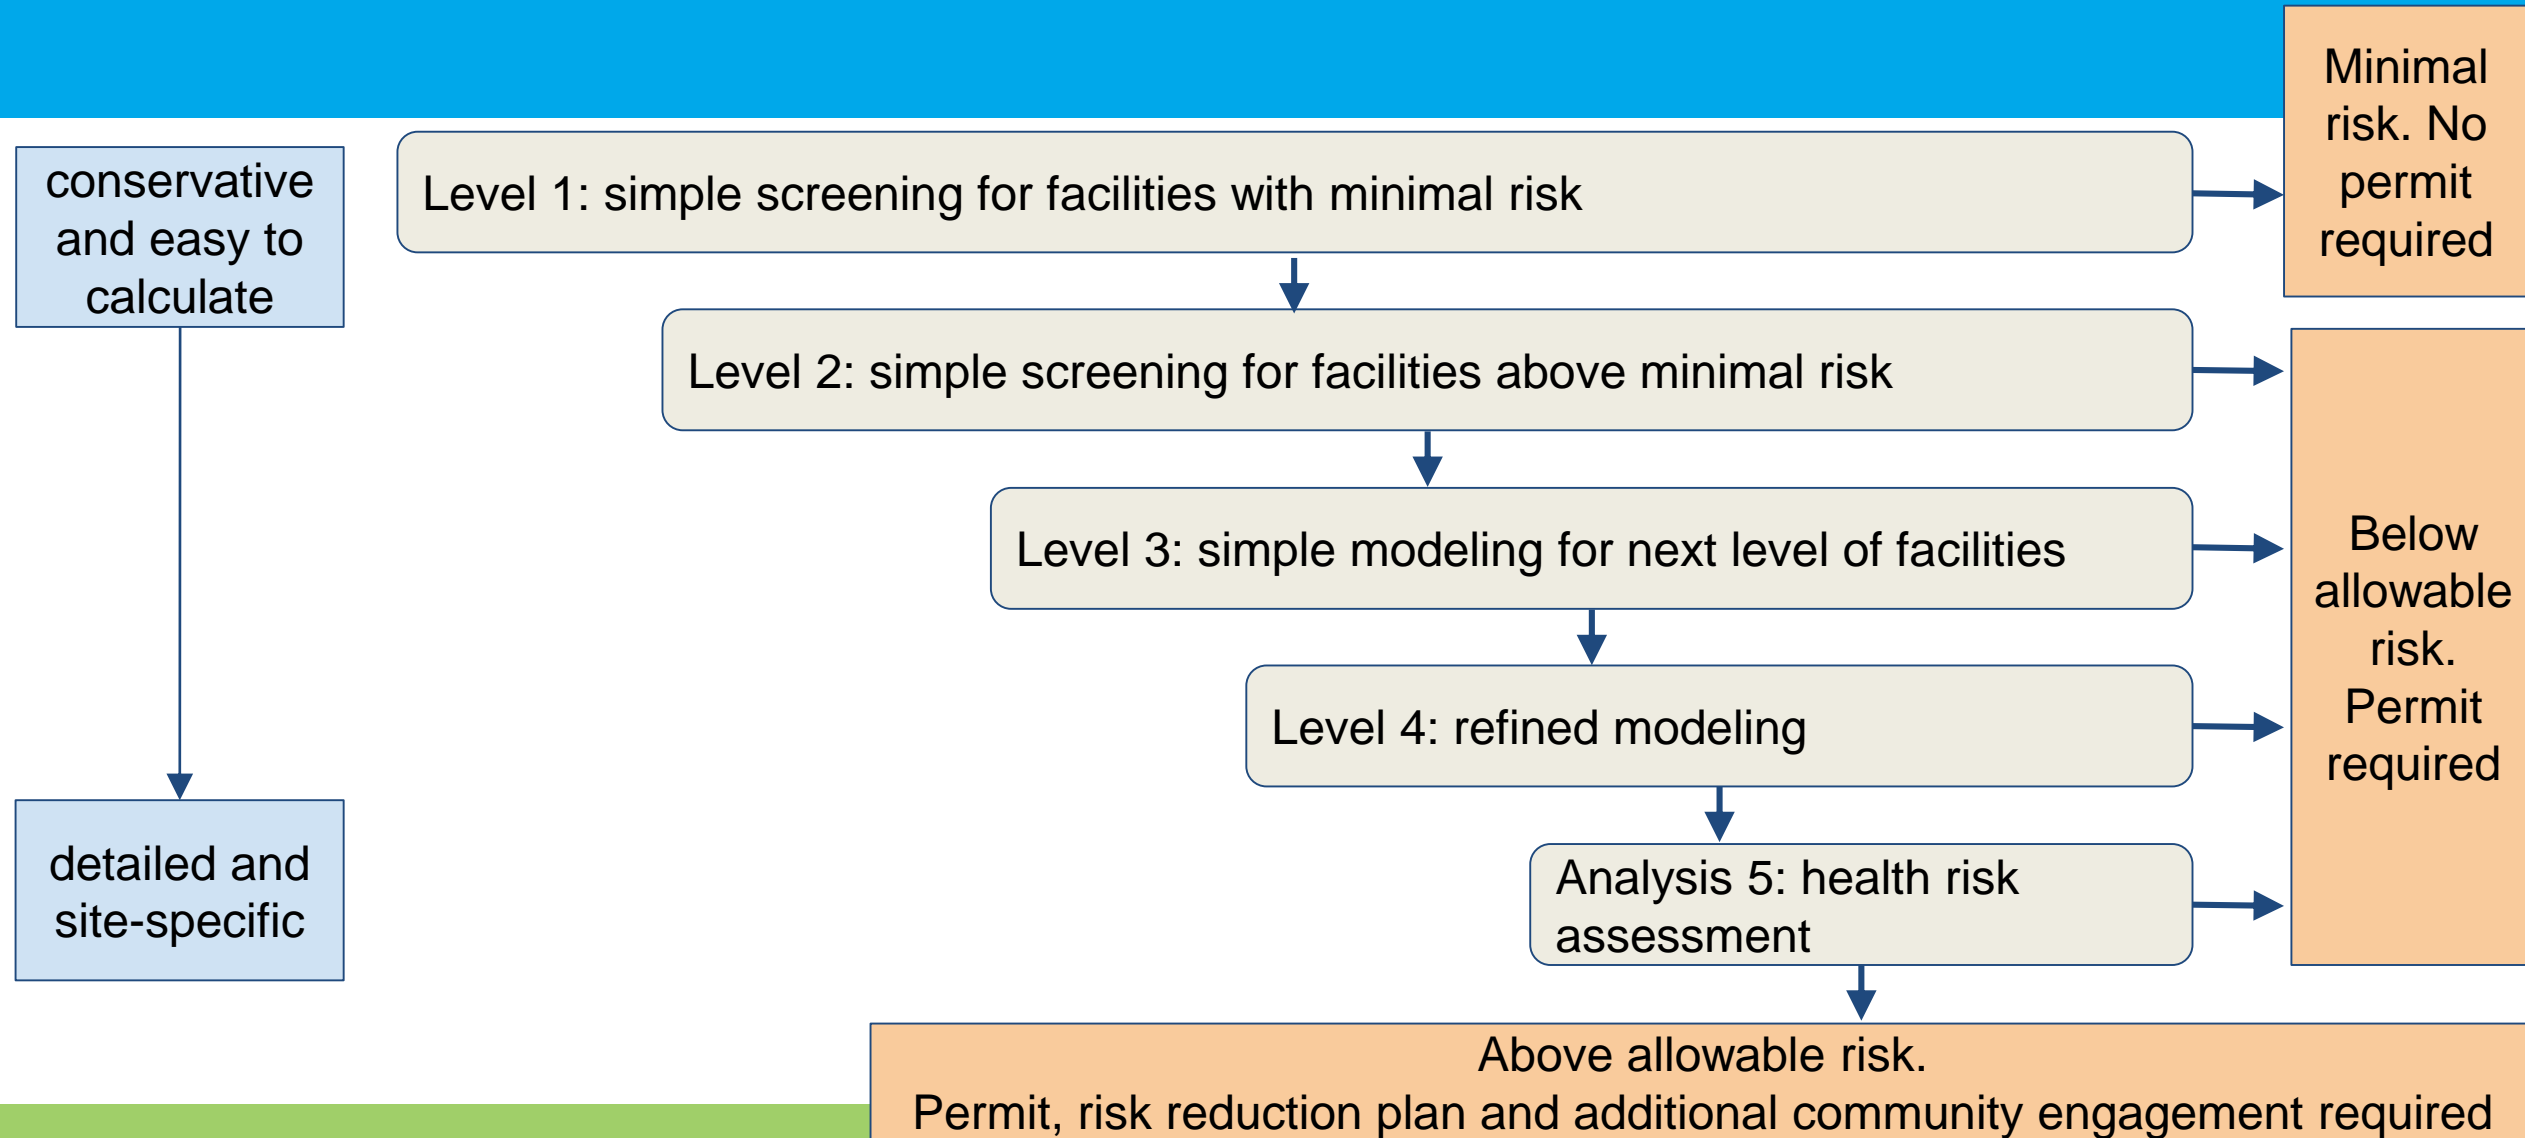 Minimal
risk. No
permit
required
conservative
and easy to
calculate
Level 1: simple screening for facilities with minimal risk
Level 2: simple screening for facilities above minimal risk
Level 3: simple modeling for next level of facilities
Level 4: refined modeling
Analysis 5: health risk
assessment
Below
allowable
risk.
Permit
required
detailed and
site-specific
Above allowable risk.
Permit, risk reduction plan and additional community engagement required